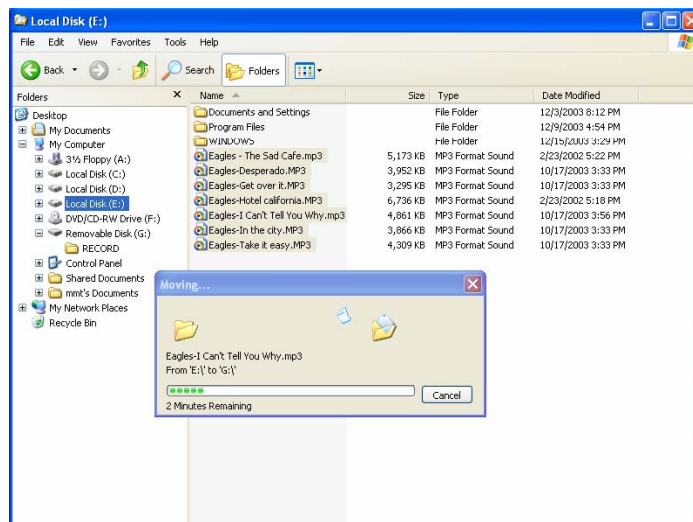 Local Disk (E:)
File Edit View Favorites Tools Help
Back Search Folders
Folders x Name Size Type Date Modified
Desktop
My Documents
My Computer
3½ Floppy (A:)
Local Disk (C:)
Local Disk (D:)
Local Disk (E:)
DVD/CD-RW Drive (F:)
Removable Disk (G:)
RECORD
Control Panel
Shared Documents
mmt's Documents
My Network Places
Recycle Bin
Documents and Settings File Folder 12/3/2003 8:12 PM
Program Files File Folder 12/9/2003 4:54 PM
WINDOWS File Folder 12/15/2003 3:29 PM
Eagles - The Sad Cafe.mp3 5,173 KB MP3 Format Sound 2/23/2002 5:22 PM
Eagles-Desperado.MP3 3,952 KB MP3 Format Sound 10/17/2003 3:33 PM
Eagles-Get over it.MP3 3,295 KB MP3 Format Sound 10/17/2003 3:33 PM
Eagles-Hotel california.MP3 6,736 KB MP3 Format Sound 2/23/2002 5:18 PM
Eagles-I Can't Tell You Why.mp3 4,861 KB MP3 Format Sound 10/17/2003 3:56 PM
Eagles-In the city.MP3 3,866 KB MP3 Format Sound 10/17/2003 3:33 PM
Eagles-Take it easy.MP3 4,309 KB MP3 Format Sound 10/17/2003 3:33 PM
Moving...
Eagles-I Can't Tell You Why.mp3
From 'E:\' to 'G:\'
Cancel
2 Minutes Remaining